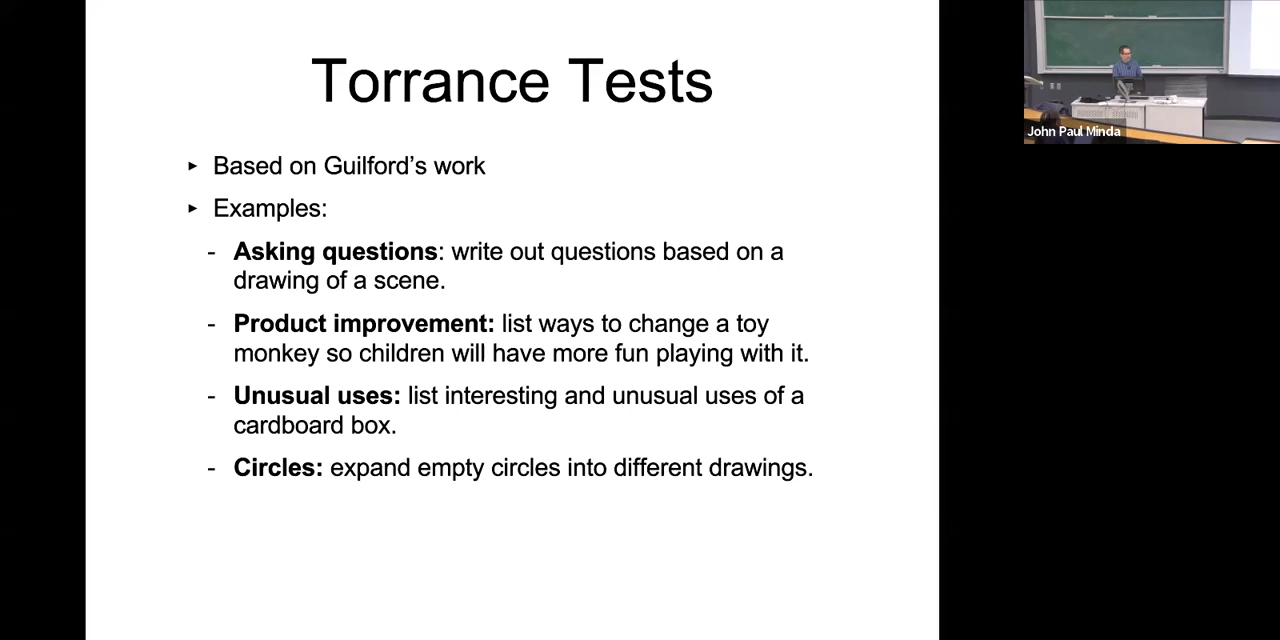 Torrance Tests
▸ Based on Guilford’s work
▸ Examples:
- Asking questions: write out questions based on a
drawing of a scene.
- Product improvement: list ways to change a toy
monkey so children will have more fun playing with it.
- Unusual uses: list interesting and unusual uses of a
cardboard box.
- Circles: expand empty circles into different drawings.
John Paul Minda